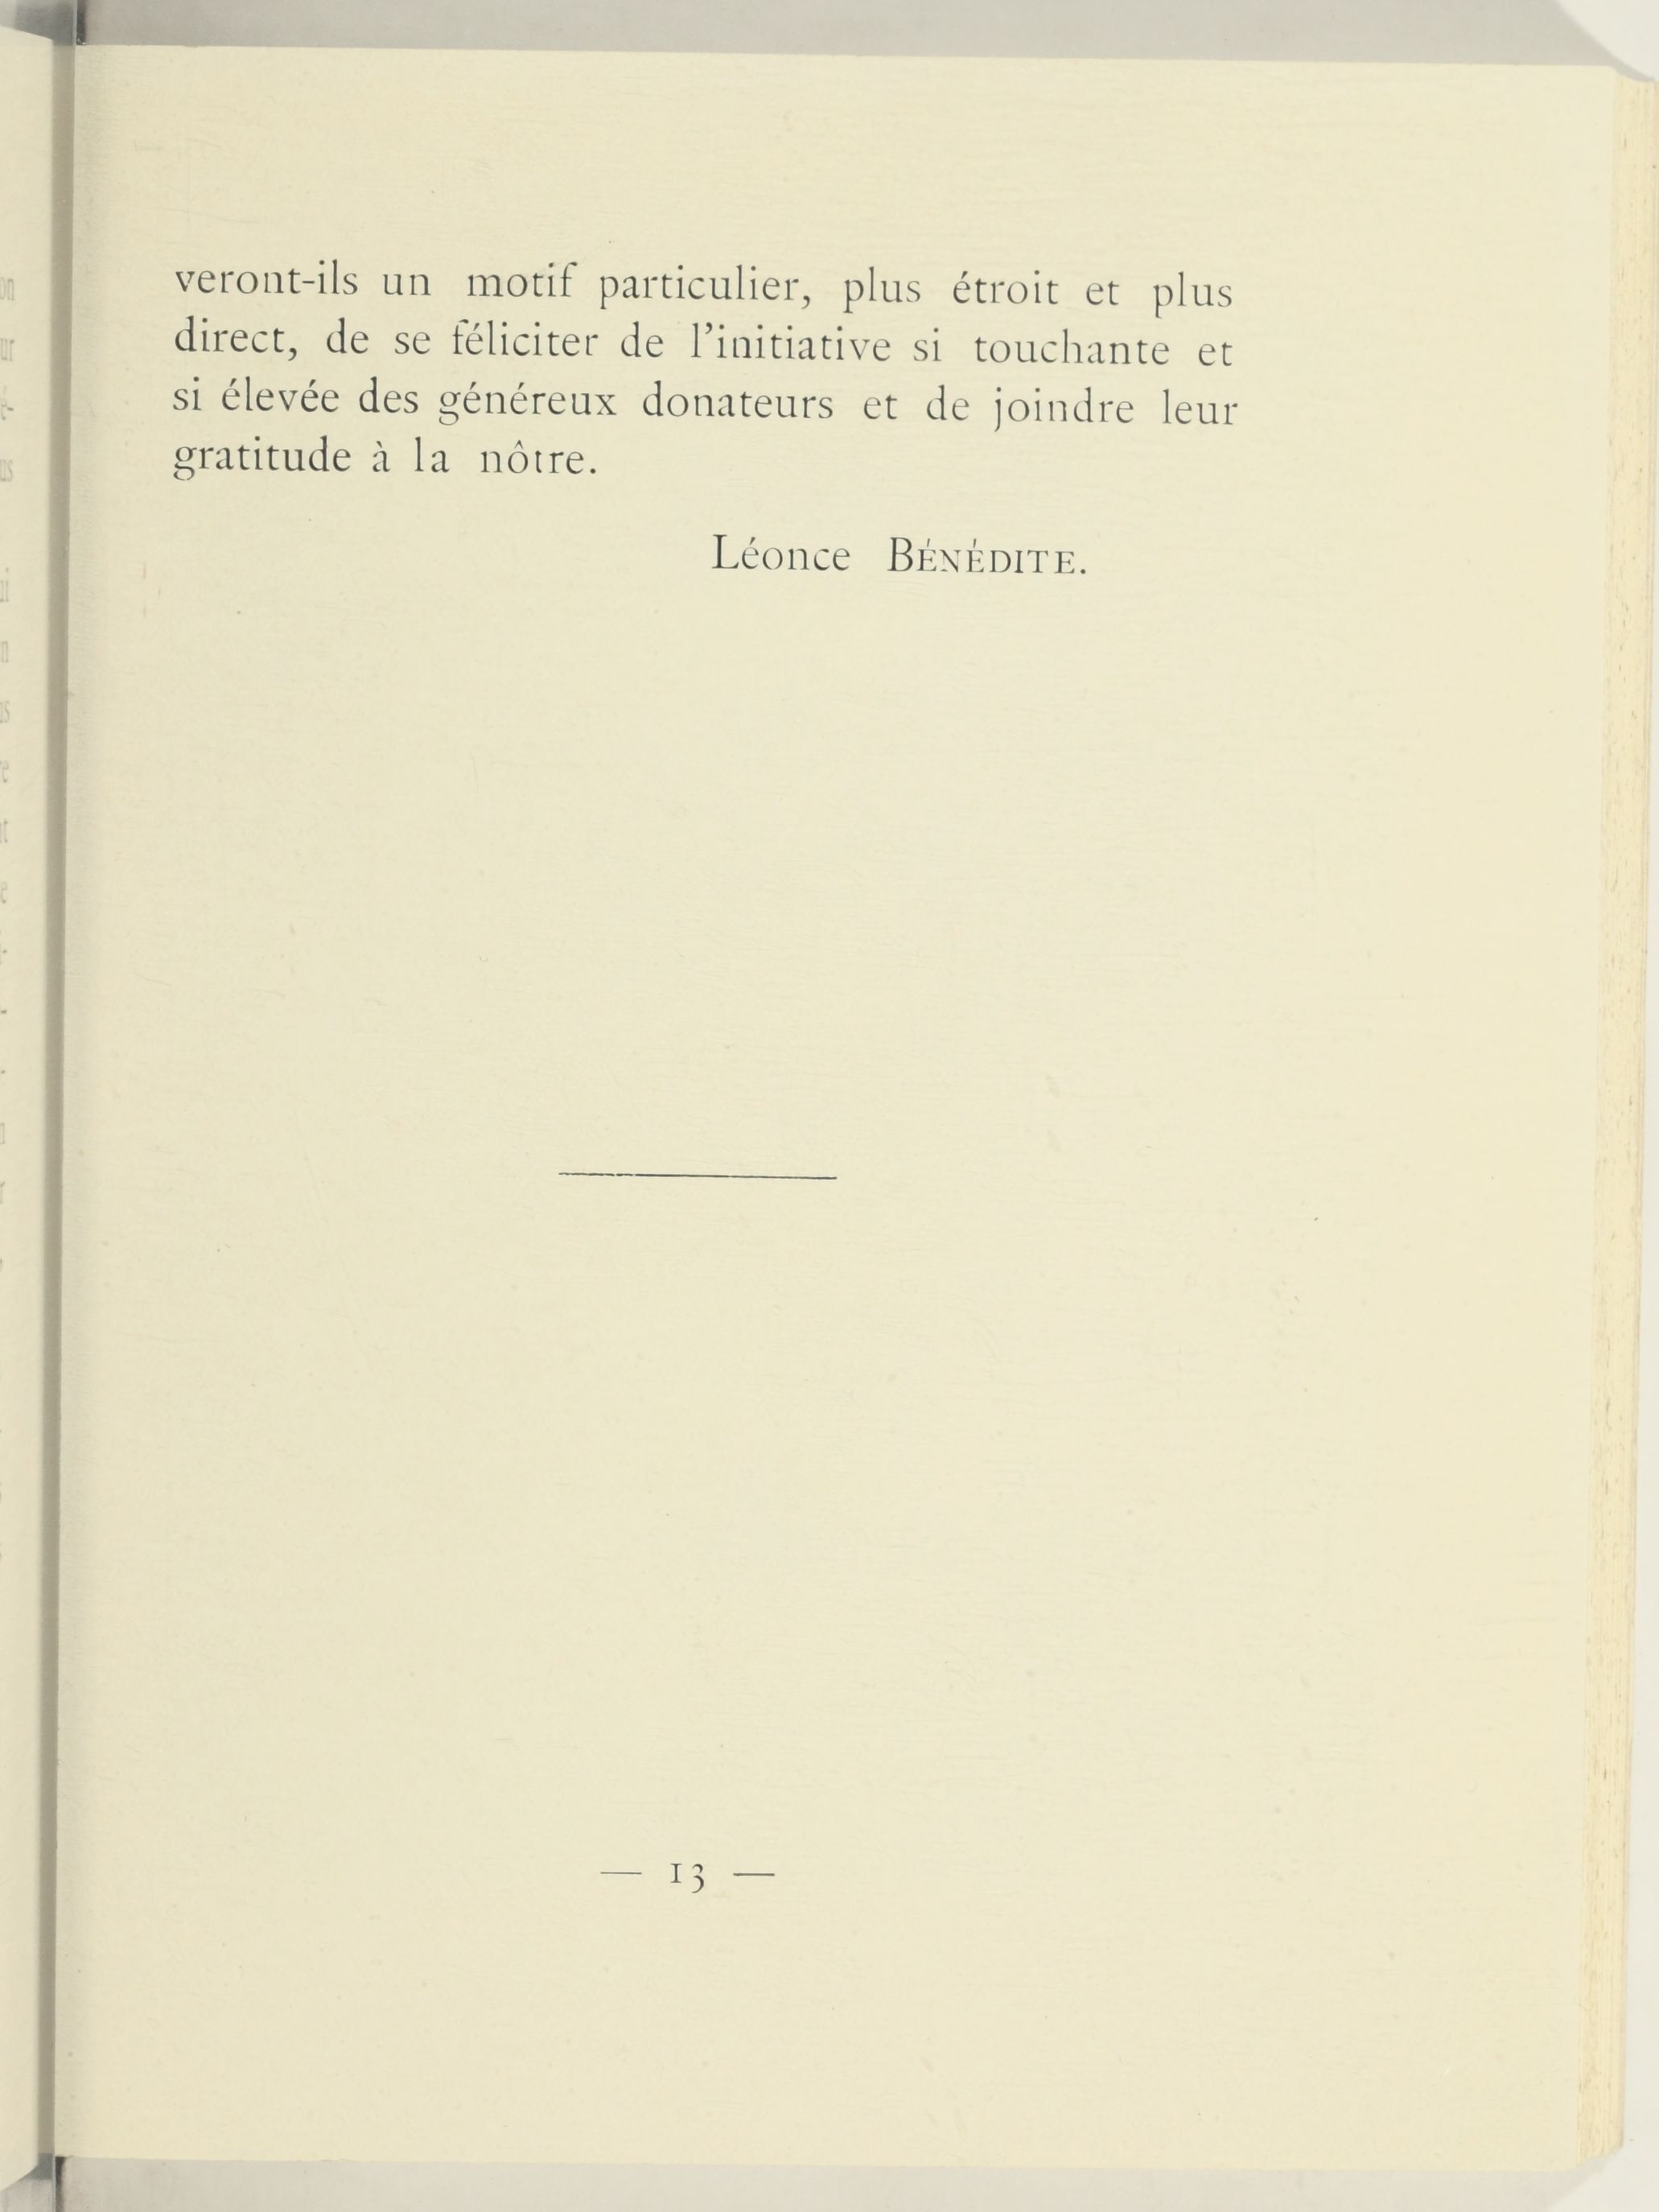 veront-ils un motif particulier, plus étroit et plus
direct, de se féliciter de l'initiative si touchante et
si élevée des généreux donateurs et de joindre leur
gratitude à la nôtre.
Léonce BÉNÉDITE.
— 13 —